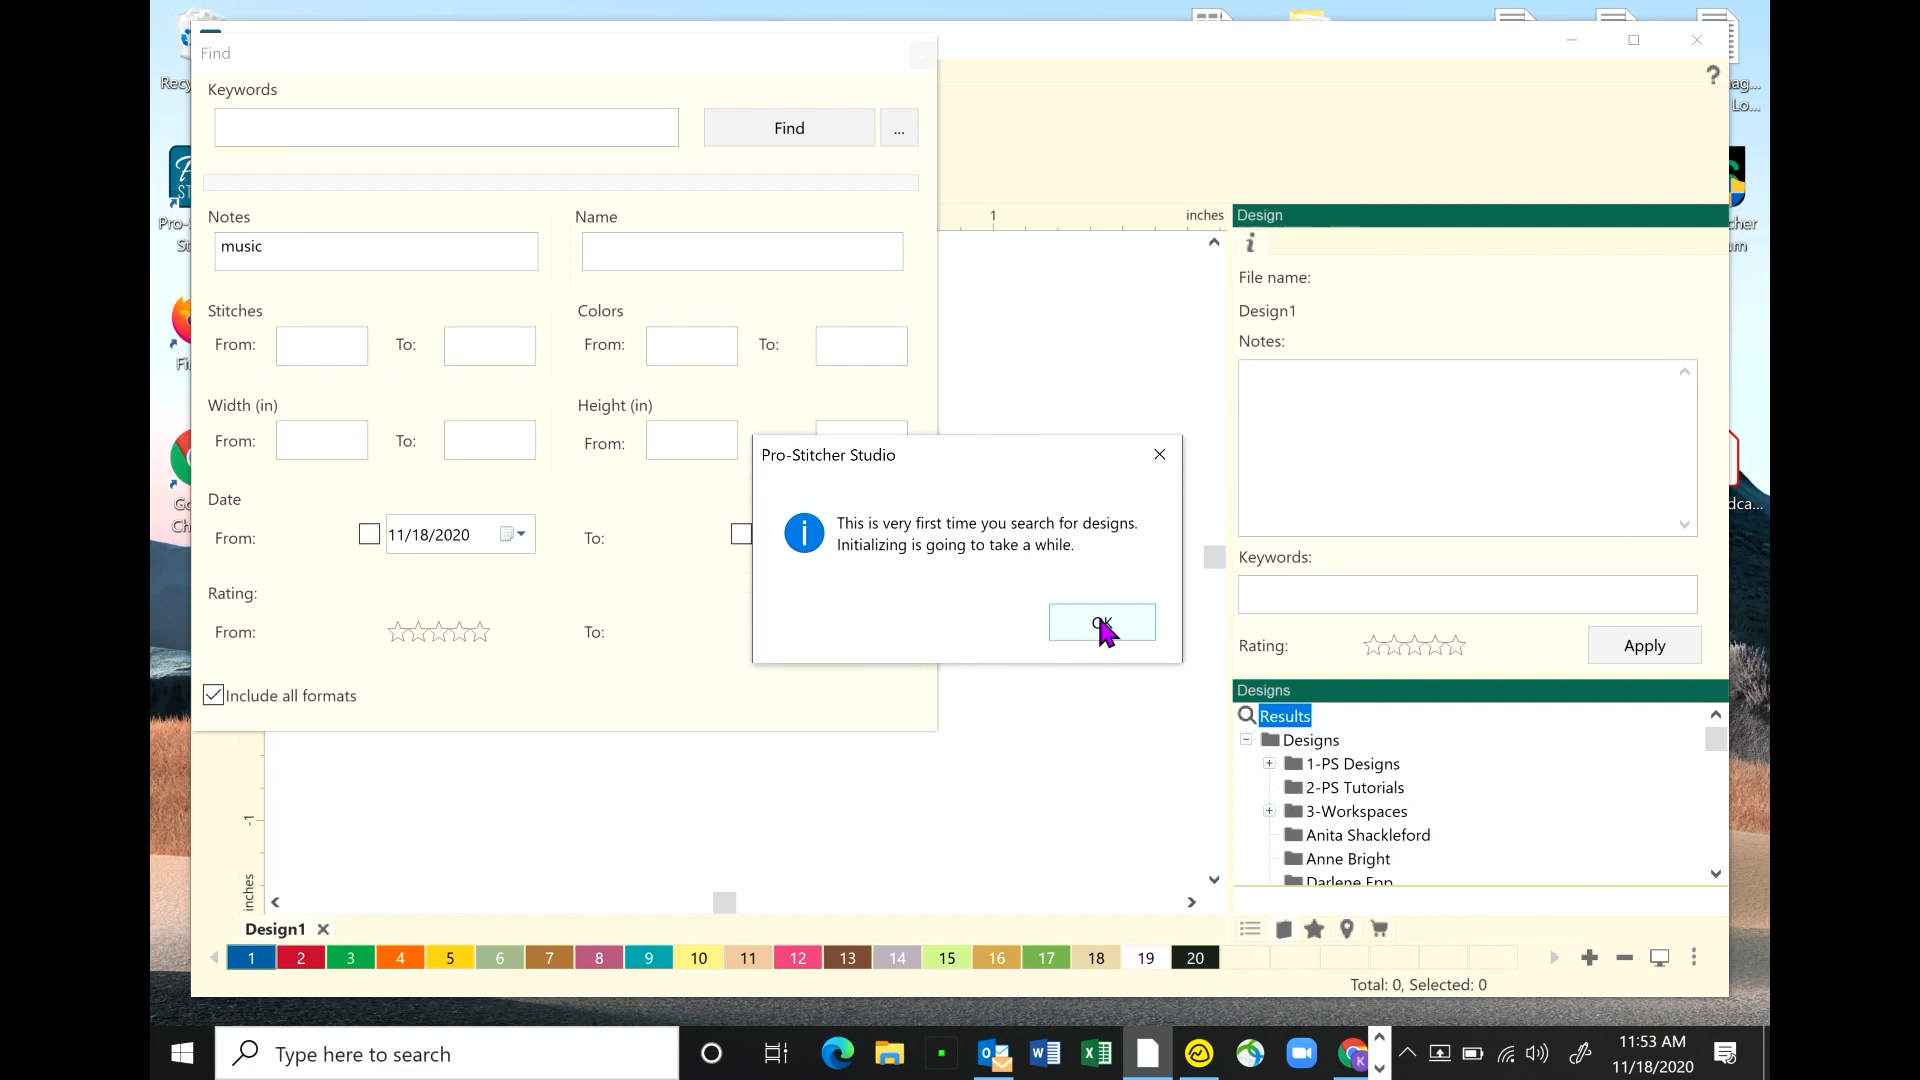 Find
Keywords
Find
...
Notes
Name
music
Stitches
Colors
From:
To:
From:
To:
Width (in)
Height (in)
From:
To:
From:
Date
From:
11/18/2020
To:
Rating:
From:
To:
Include all formats
Pro-Stitcher Studio
This is very first time you search for designs.
Initializing is going to take a while.
OK
1
inches
-1
inches
?
Design
i
File name:
Design1
Notes:
Keywords:
Rating:
Apply
Designs
Results
Designs
1-PS Designs
2-PS Tutorials
3-Workspaces
Anita Shackleford
Anne Bright
Darlene Epp
Design1
1 2 3 4 5 6 7 8 9 10 11 12 13 14 15 16 17 18 19 20
Total: 0, Selected: 0
Type here to search
11:53 AM
11/18/2020